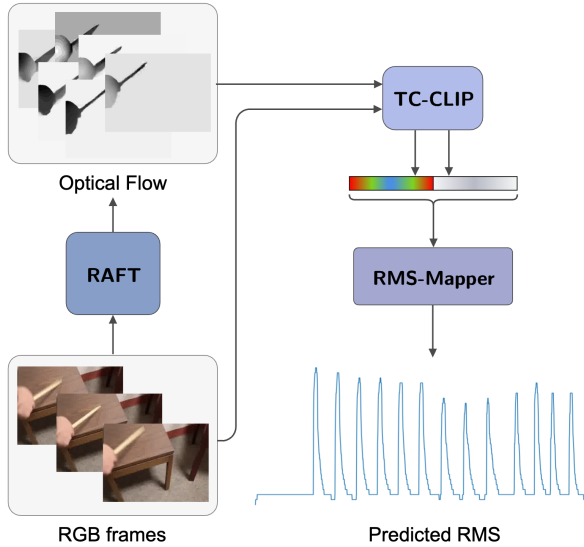 TC-CLIP
Optical Flow
RAFT
RMS-Mapper
RGB frames
Predicted RMS